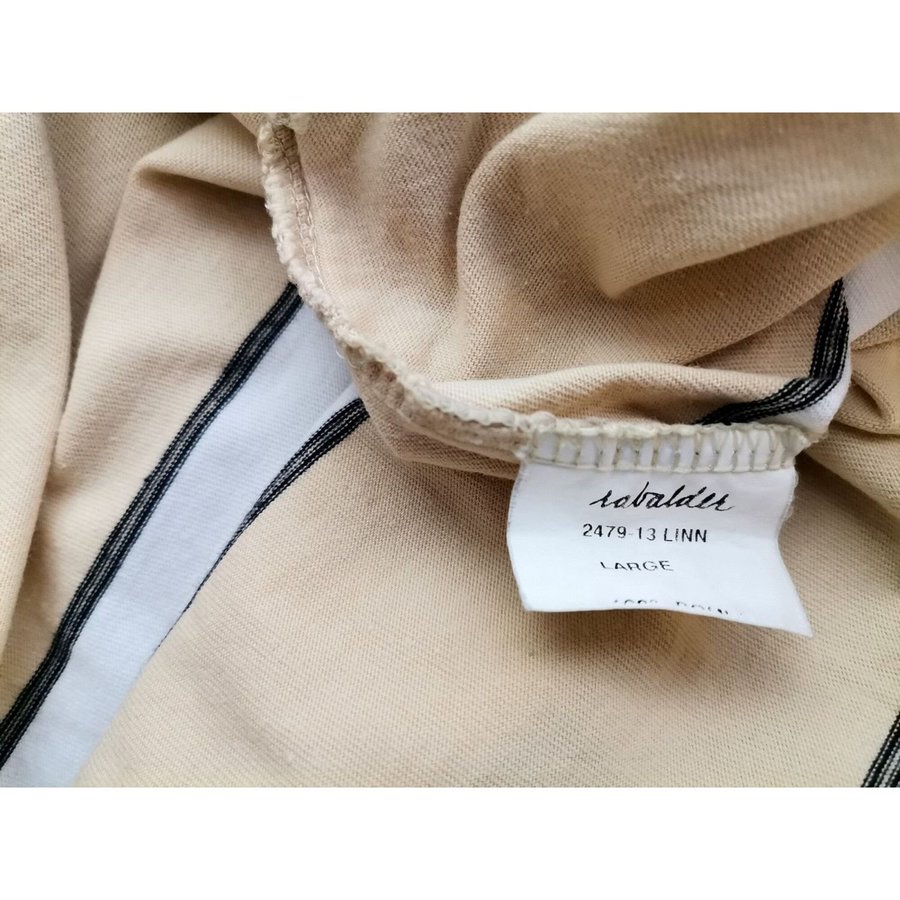 rabalder
2479-13 LINN
LARGE